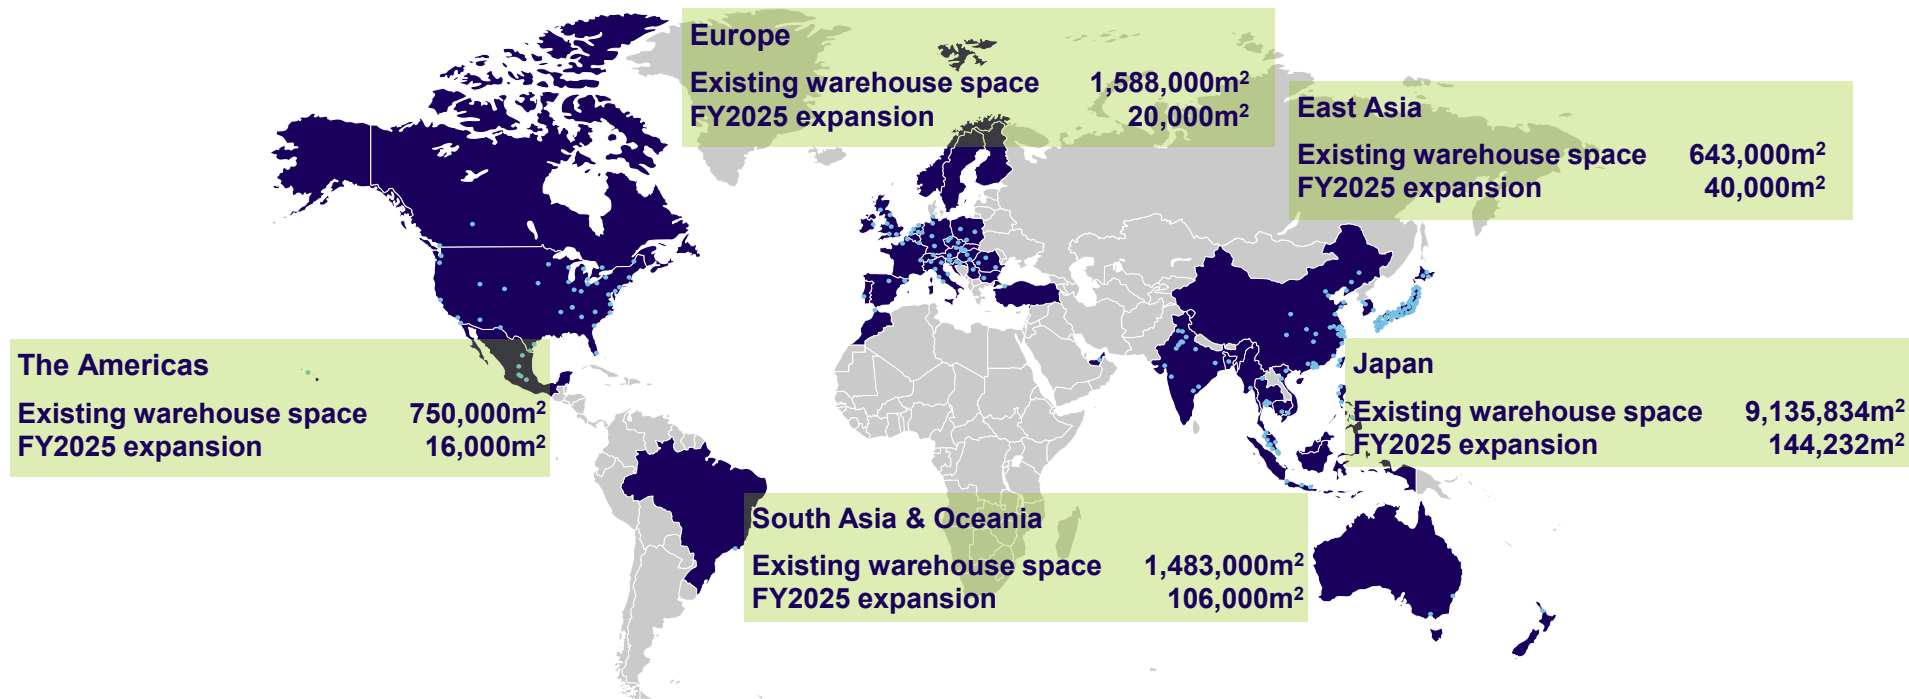 Europe
Existing warehouse space 1,588,000m²
FY2025 expansion 20,000m²
East Asia
Existing warehouse space 643,000m²
FY2025 expansion 40,000m²
The Americas
Existing warehouse space 750,000m²
FY2025 expansion 16,000m²
Japan
Existing warehouse space 9,135,834m²
FY2025 expansion 144,232m²
South Asia & Oceania
Existing warehouse space 1,483,000m²
FY2025 expansion 106,000m²